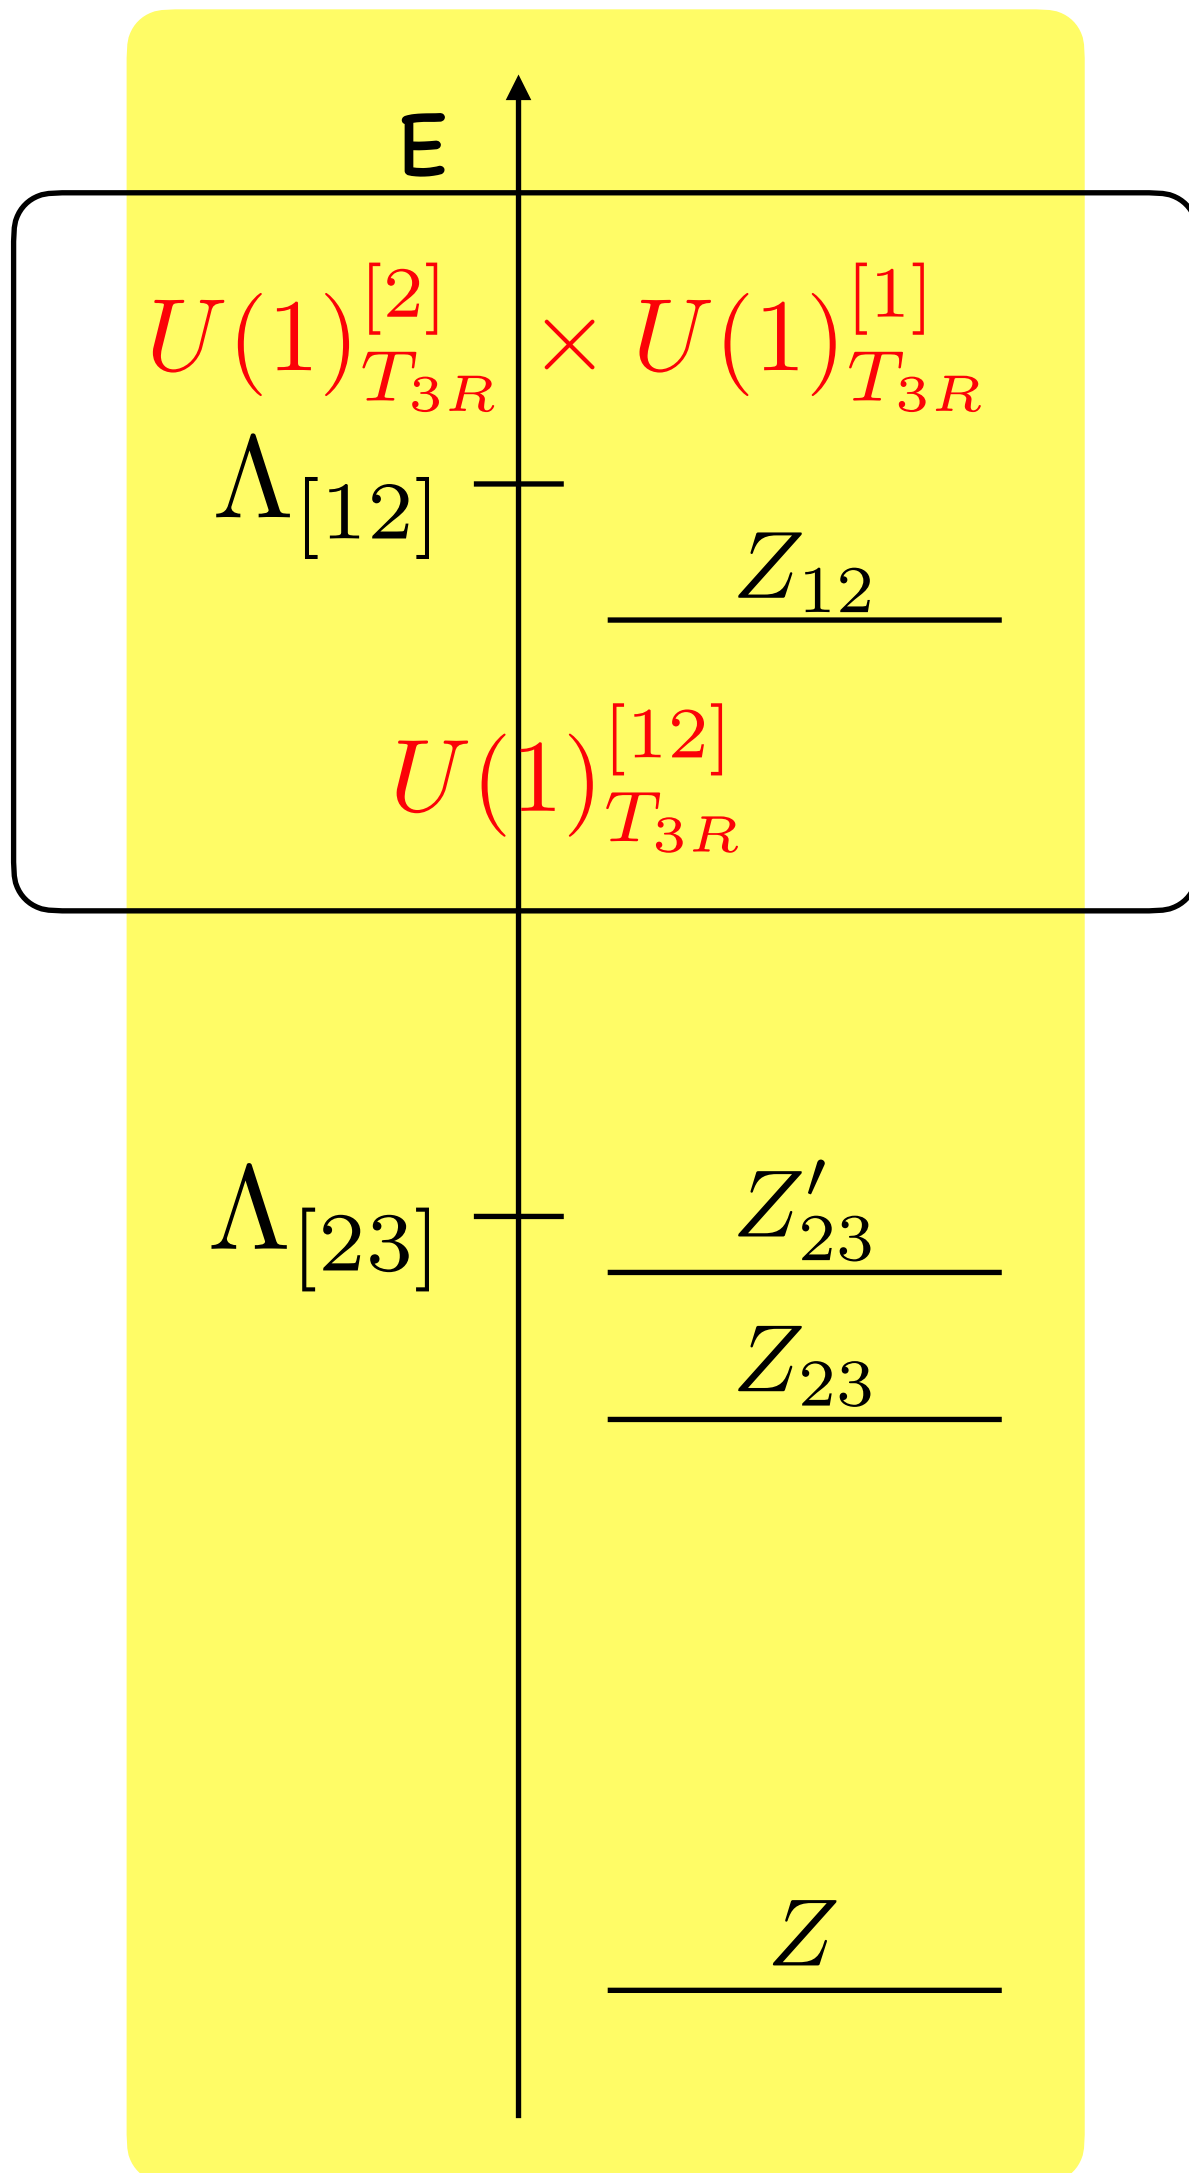 E
U(1)^{[2]}_{T_{3R}} × U(1)^{[1]}_{T_{3R}}
Λ_{[12]}
Z_{12}
U(1)^{[12]}_{T_{3R}}
Λ_{[23]}
Z'_{23}
Z_{23}
Z